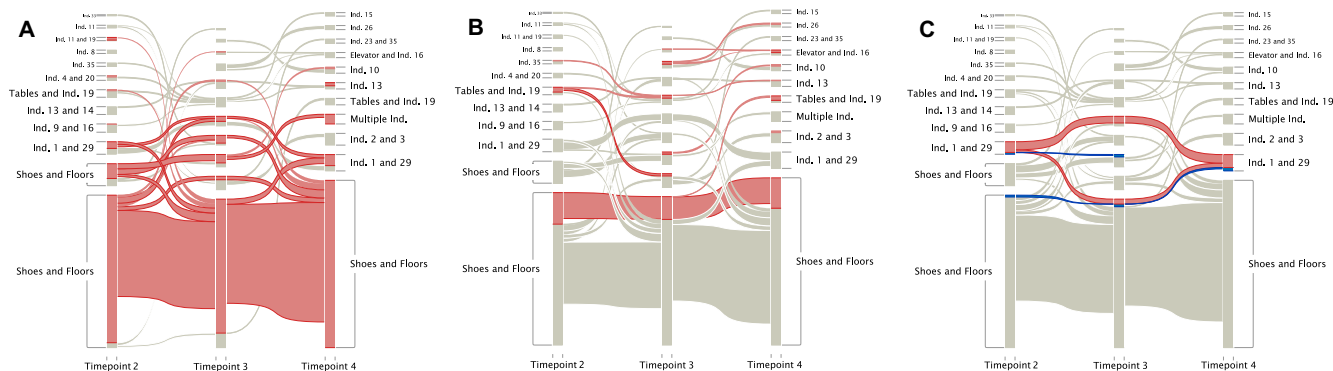 A
Ind. 11
Ind. 11 and 19
Ind. 8
Ind. 35
Ind. 4 and 20
Tables and Ind. 19
Ind. 13 and 14
Ind. 9 and 16
Ind. 1 and 29
Shoes and Floors
Shoes and Floors
Ind. 15
Ind. 26
Ind. 23 and 35
Elevator and Ind. 16
Ind. 10
Ind. 13
Tables and Ind. 19
Multiple Ind.
Ind. 2 and 3
Ind. 1 and 29
Shoes and Floors
Timepoint 2
Timepoint 3
Timepoint 4
B
Ind. 11
Ind. 11 and 19
Ind. 8
Ind. 35
Ind. 4 and 20
Tables and Ind. 19
Ind. 13 and 14
Ind. 9 and 16
Ind. 1 and 29
Shoes and Floors
Shoes and Floors
Ind. 15
Ind. 26
Ind. 23 and 35
Elevator and Ind. 16
Ind. 10
Ind. 13
Tables and Ind. 19
Multiple Ind.
Ind. 2 and 3
Ind. 1 and 29
Shoes and Floors
Timepoint 2
Timepoint 3
Timepoint 4
C
Ind. 11
Ind. 11 and 19
Ind. 8
Ind. 35
Ind. 4 and 20
Tables and Ind. 19
Ind. 13 and 14
Ind. 9 and 16
Ind. 1 and 29
Shoes and Floors
Shoes and Floors
Ind. 15
Ind. 26
Ind. 23 and 35
Elevator and Ind. 16
Ind. 10
Ind. 13
Tables and Ind. 19
Multiple Ind.
Ind. 2 and 3
Ind. 1 and 29
Shoes and Floors
Timepoint 2
Timepoint 3
Timepoint 4